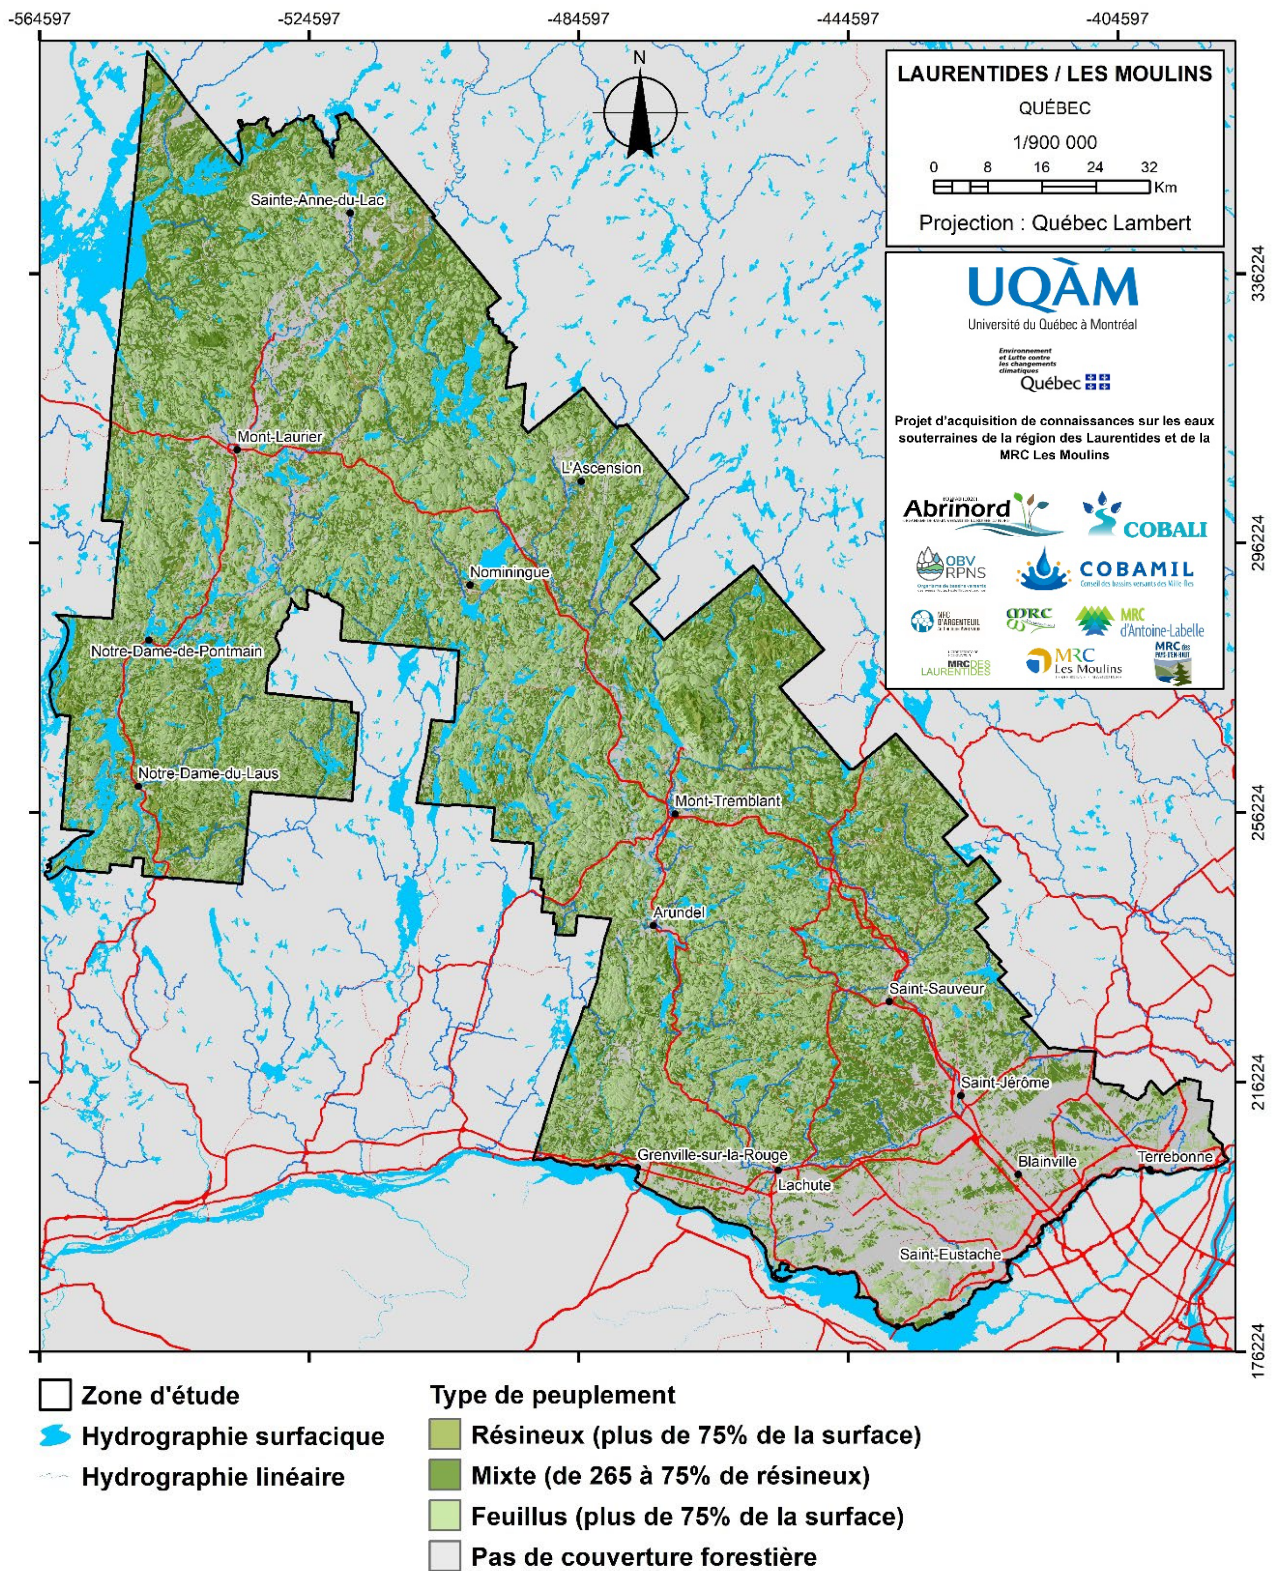 -564597
-524597
-484597
-444597
-404597
N
LAURENTIDES / LES MOULINS
QUÉBEC
1/900 000
0 8 16 24 32
Km
Projection : Québec Lambert
UQÀM
Université du Québec à Montréal
Environnement
et Lutte contre
les changements
climatiques
Québec
Projet d'acquisition de connaissances sur les eaux
souterraines de la région des Laurentides et de la
MRC Les Moulins
Abrinord
COBALI
OBV
RPNS
COBAMIL
Conseil des bassins versants des Mille-Îles
MRC
D'ARGENTEUIL
MRC
MRC
d'Antoine-Labelle
MRC DES
LAURENTIDES
MRC
Les Moulins
MRC des
PAYS-D'EN-HAUT
336224
296224
256224
216224
176224
Sainte-Anne-du-Lac
Mont-Laurier
L'Ascension
Nominingue
Notre-Dame-de-Pontmain
Notre-Dame-du-Laus
Mont-Tremblant
Arundel
Saint-Sauveur
Saint-Jérôme
Grenville-sur-la-Rouge
Lachute
Blainville
Terrebonne
Saint-Eustache
Zone d'étude
Hydrographie surfacique
Hydrographie linéaire
Type de peuplement
Résineux (plus de 75% de la surface)
Mixte (de 265 à 75% de résineux)
Feuillus (plus de 75% de la surface)
Pas de couverture forestière